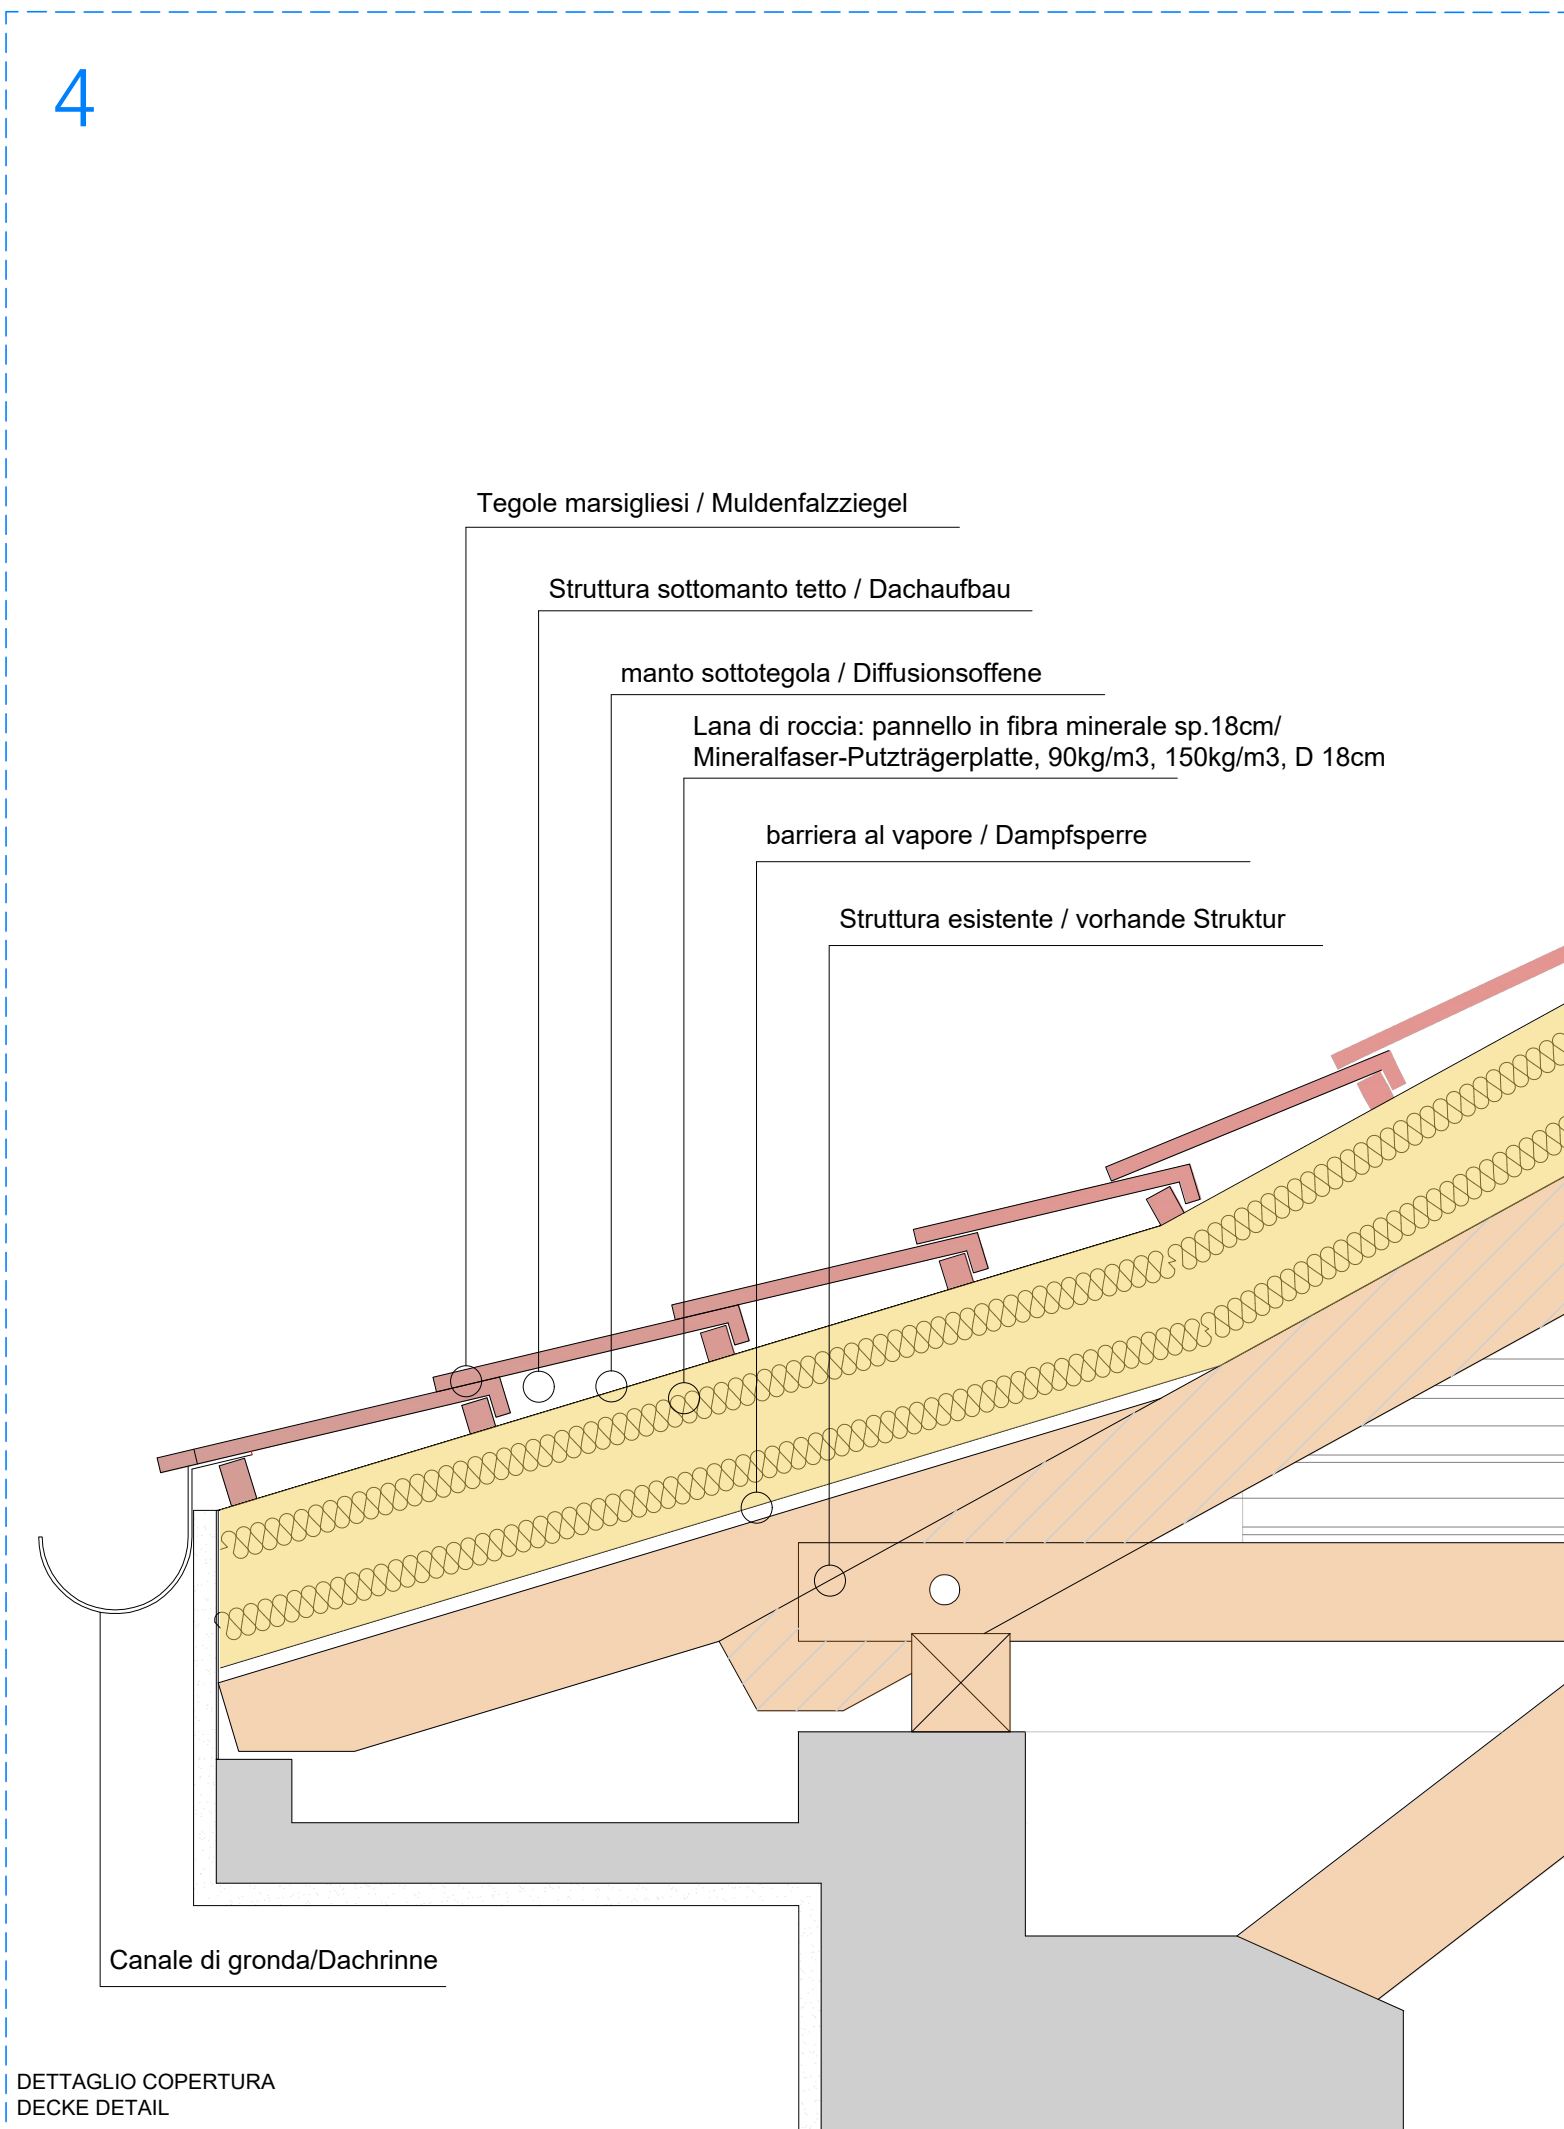 4
Tegole marsigliesi / Muldenfalzziegel
Struttura sottomanto tetto / Dachaufbau
manto sottotegola / Diffusionsoffene
Lana di roccia: pannello in fibra minerale sp.18cm/
Mineralfaser-Putzträgerplatte, 90kg/m3, 150kg/m3, D 18cm
barriera al vapore / Dampfsperre
Struttura esistente / vorhande Struktur
Canale di gronda/Dachrinne
DETTAGLIO COPERTURA
DECKE DETAIL